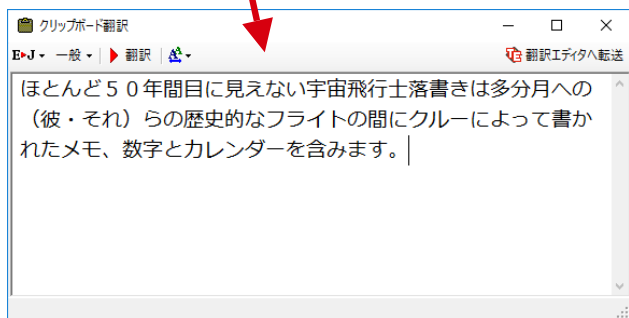 クリップボード翻訳
E▸J 一般 翻訳 翻訳エディタへ転送
ほとんど５０年間目に見えない宇宙飛行士落書きは多分月への
（彼・それ）らの歴史的なフライトの間にクルーによって書か
れたメモ、数字とカレンダーを含みます。